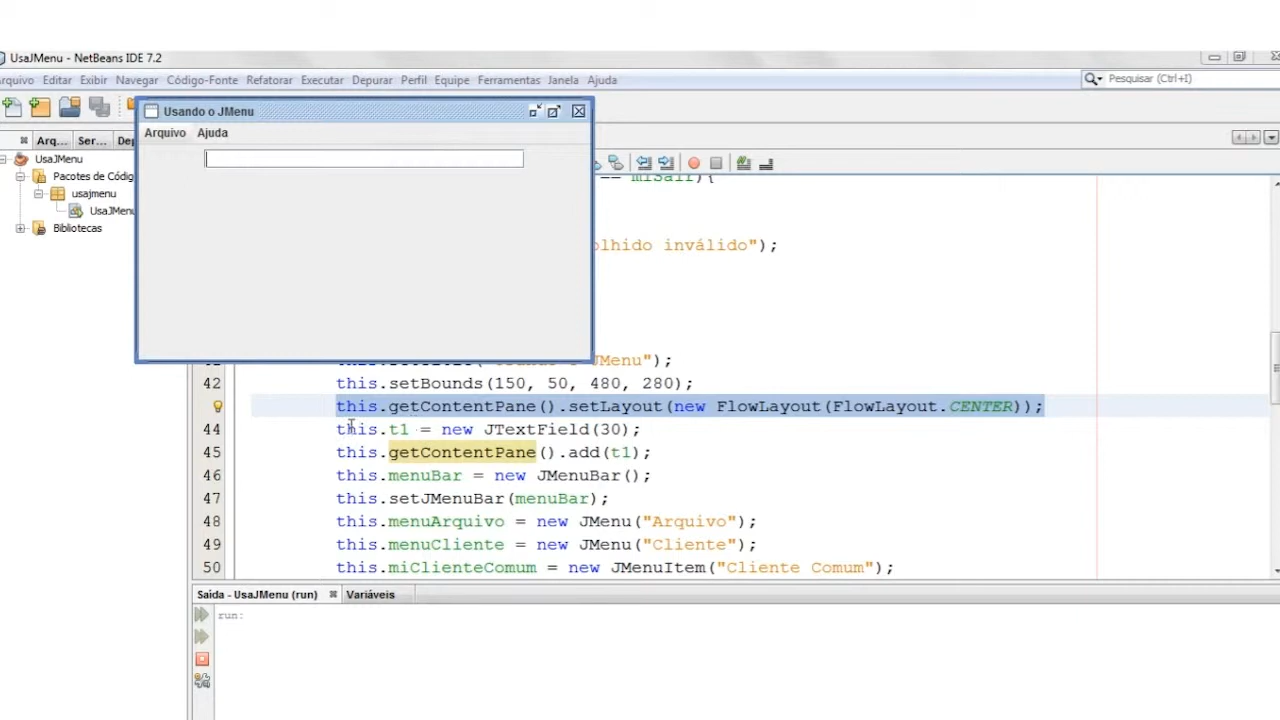 UsaJMenu - NetBeans IDE 7.2
Arquivo Editar Exibir Navegar Código-Fonte Refatorar Executar Depurar Perfil Equipe Ferramentas Janela Ajuda
Pesquisar (Ctrl+I)
Usando o JMenu
Arquivo Ajuda
Arq... Ser... Dep
UsaJMenu
Pacotes de Códig
usajmenu
UsaJMenu
Bibliotecas
== miSair){
olhido inválido");
JMenu");
42 this.setBounds(150, 50, 480, 280);
this.getContentPane().setLayout(new FlowLayout(FlowLayout.CENTER));
44 this.t1 = new JTextField(30);
45 this.getContentPane().add(t1);
46 this.menuBar = new JMenuBar();
47 this.setJMenuBar(menuBar);
48 this.menuArquivo = new JMenu("Arquivo");
49 this.menuCliente = new JMenu("Cliente");
50 this.miClienteComum = new JMenuItem("Cliente Comum");
Saída - UsaJMenu (run) Variáveis
run: